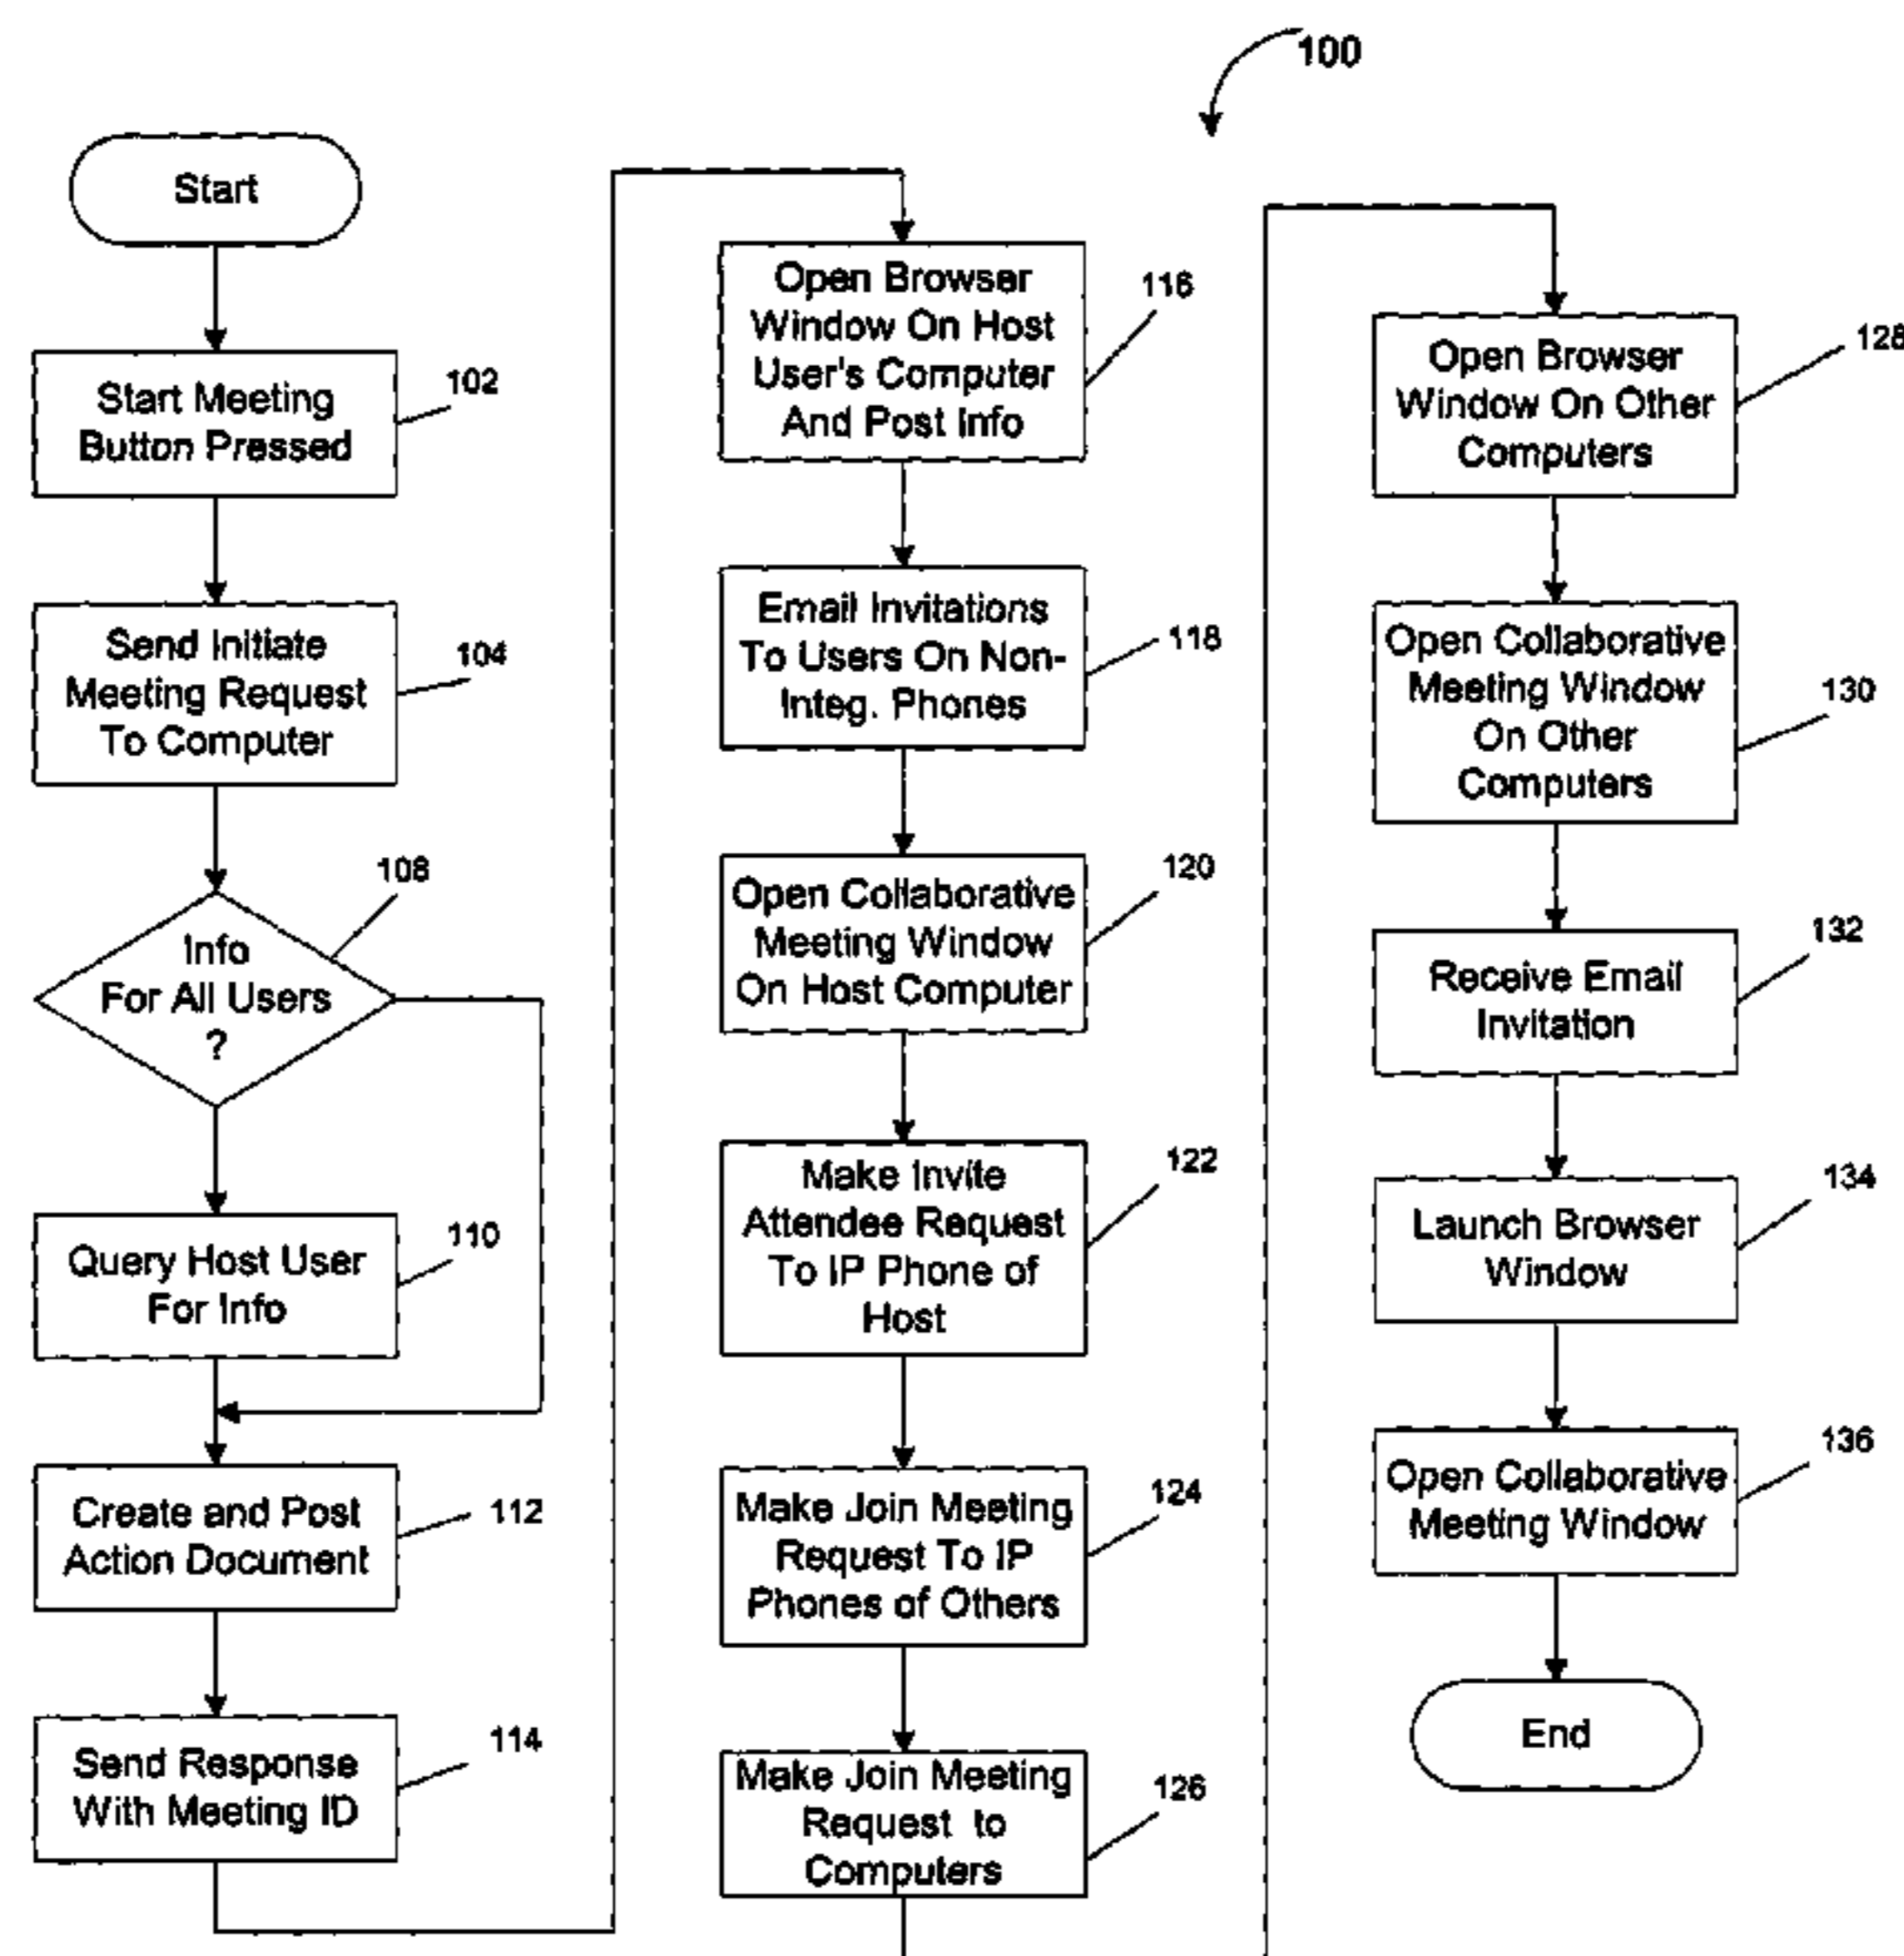 100
Start
Start Meeting
Button Pressed
102
Send Initiate
Meeting Request
To Computer
104
Info
For All Users
?
108
Query Host User
For Info
110
Create and Post
Action Document
112
Send Response
With Meeting ID
114
Open Browser
Window On Host
User's Computer
And Post Info
116
Email Invitations
To Users On Non-
Integ. Phones
118
Open Collaborative
Meeting Window
On Host Computer
120
Make Invite
Attendee Request
To IP Phone of
Host
122
Make Join Meeting
Request To IP
Phones of Others
124
Make Join Meeting
Request to
Computers
126
Open Browser
Window On Other
Computers
128
Open Collaborative
Meeting Window
On Other
Computers
130
Receive Email
Invitation
132
Launch Browser
Window
134
Open Collaborative
Meeting Window
136
End